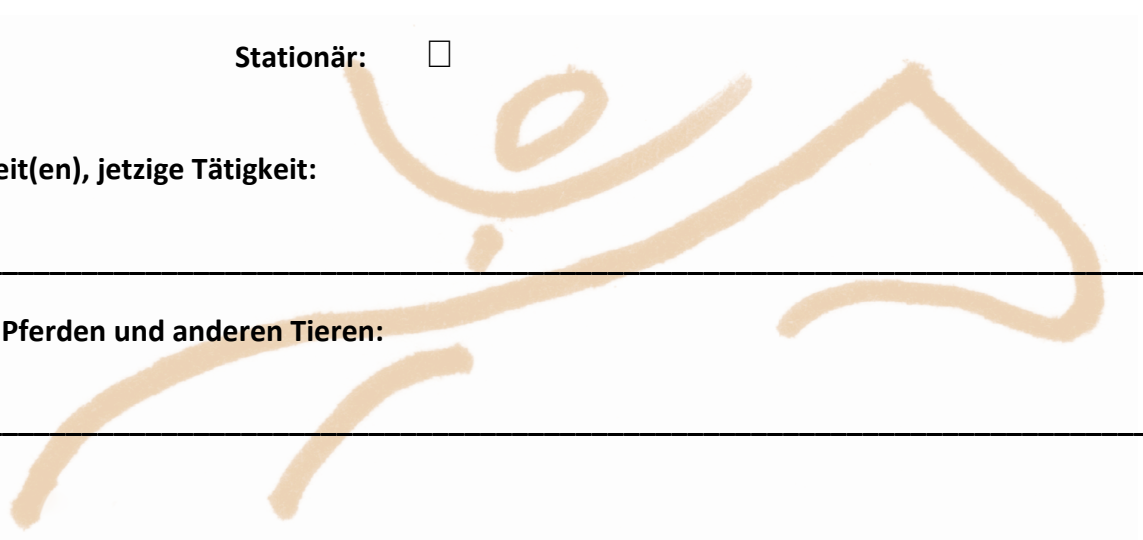 Stationär: ☐
eit(en), jetzige Tätigkeit:
Pferden und anderen Tieren: